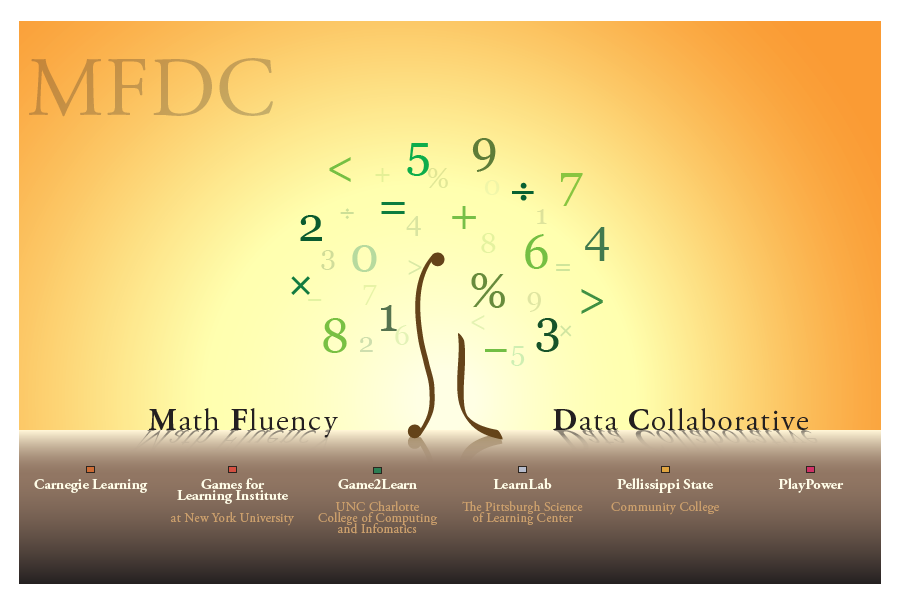 MFDC
< + 5 % 9
0 ÷ 7
2 ÷ = 4 + 1
3 0 > 8 6 = 4
× − 7 % 9 >
8 2 1 6 < − 5 3 ×
Math Fluency Data Collaborative
Carnegie Learning
Games for
Learning Institute
at New York University
Game2Learn
UNC Charlotte
College of Computing
and Infomatics
LearnLab
The Pittsburgh Science
of Learning Center
Pellissippi State
Community College
PlayPower